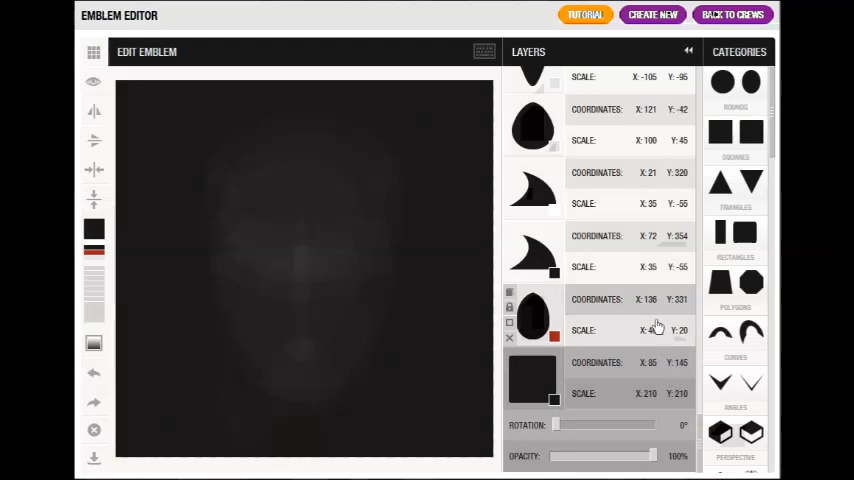 EMBLEM EDITOR
TUTORIAL
CREATE NEW
BACK TO CREWS
EDIT EMBLEM
LAYERS
CATEGORIES
SCALE: X: -105 Y: -95
COORDINATES: X: 121 Y: -42
SCALE: X: 100 Y: 45
COORDINATES: X: 21 Y: 320
SCALE: X: 35 Y: -55
COORDINATES: X: 72 Y: 354
SCALE: X: 35 Y: -55
COORDINATES: X: 136 Y: 331
SCALE: Y: 20
COORDINATES: X: 85 Y: 145
SCALE: X: 210 Y: 210
ROTATION: 0°
OPACITY: 100%
ROUNDS
SQUARES
TRIANGLES
RECTANGLES
POLYGONS
CURVES
ANGLES
PERSPECTIVE